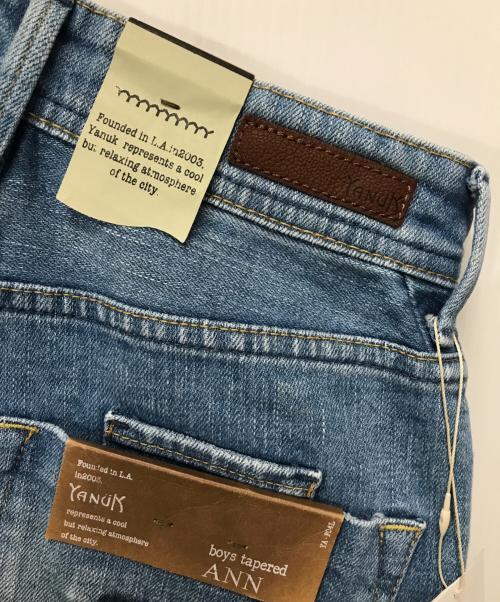 Founded in L.A.in2003.
Yanuk represents a cool
but relaxing atmosphere
of the city.
YANUK
Founded in L.A.
in2003.
YANUK
represents a cool
but relaxing atmosphere
of the city.
boys tapered
ANN